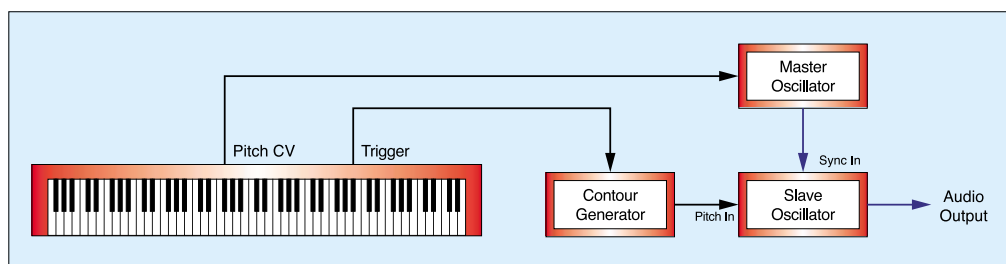 Master
Oscillator
Pitch CV
Trigger
Sync In
Contour
Generator
Pitch In
Slave
Oscillator
Audio
Output